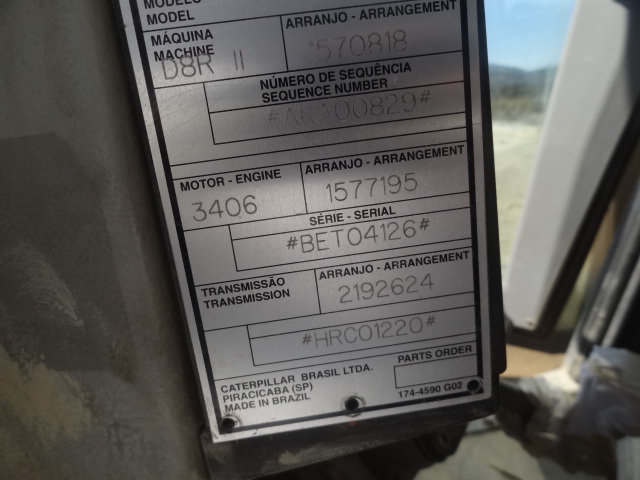 MODELO
MODEL
MÁQUINA
MACHINE
ARRANJO - ARRANGEMENT
D8R II
1570818
NÚMERO DE SEQUÊNCIA
SEQUENCE NUMBER
MOTOR - ENGINE
ARRANJO - ARRANGEMENT
3406
1577195
SÉRIE - SERIAL
#BET04126#
TRANSMISSÃO
TRANSMISSION
ARRANJO - ARRANGEMENT
2192624
#HRC01220#
CATERPILLAR BRASIL LTDA.
PIRACICABA (SP)
MADE IN BRAZIL
PARTS ORDER
174-4590 G02